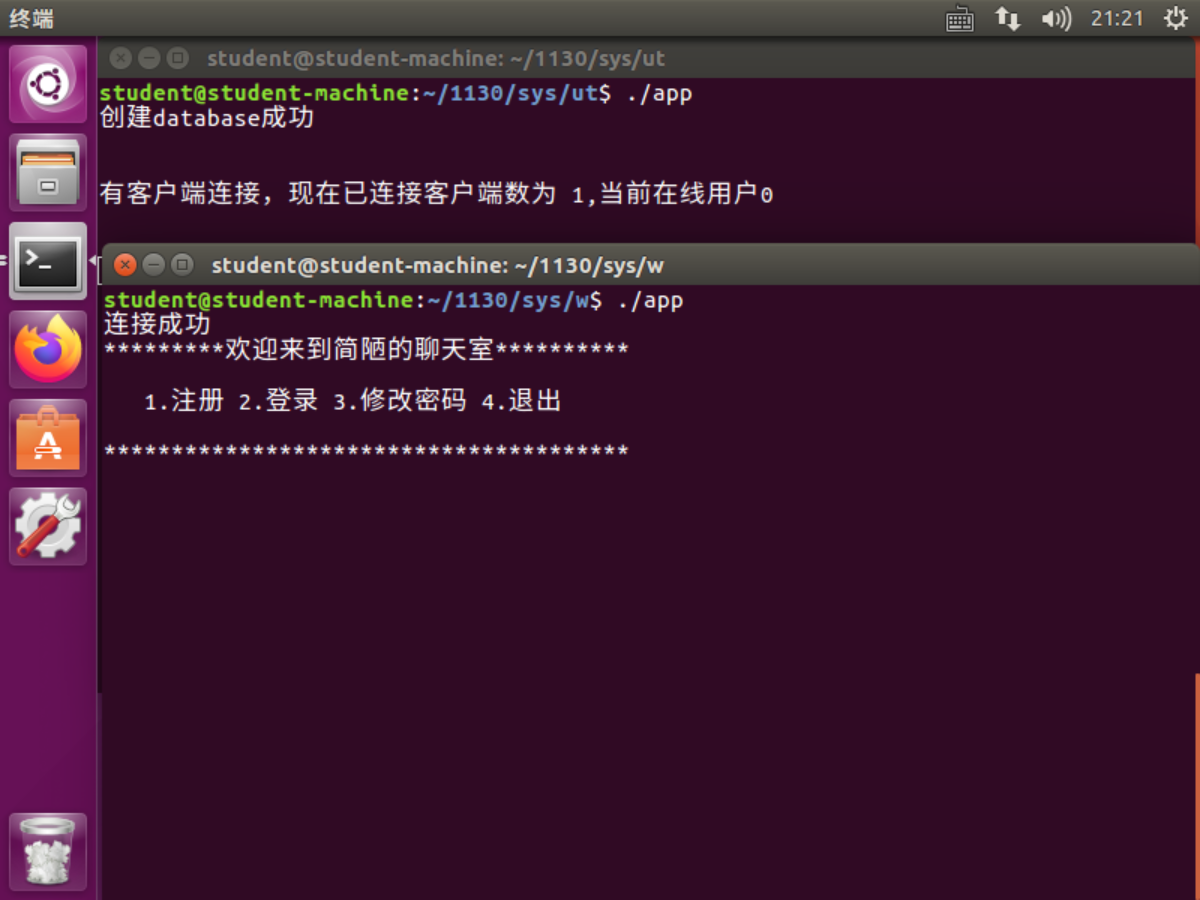 终端
21:21
student@student-machine: ~/1130/sys/ut
student@student-machine:~/1130/sys/ut$ ./app
创建database成功
有客户端连接，现在已连接客户端数为 1,当前在线用户0
student@student-machine: ~/1130/sys/w
student@student-machine:~/1130/sys/w$ ./app
连接成功
*********欢迎来到简陋的聊天室**********
1.注册 2.登录 3.修改密码 4.退出
***************************************